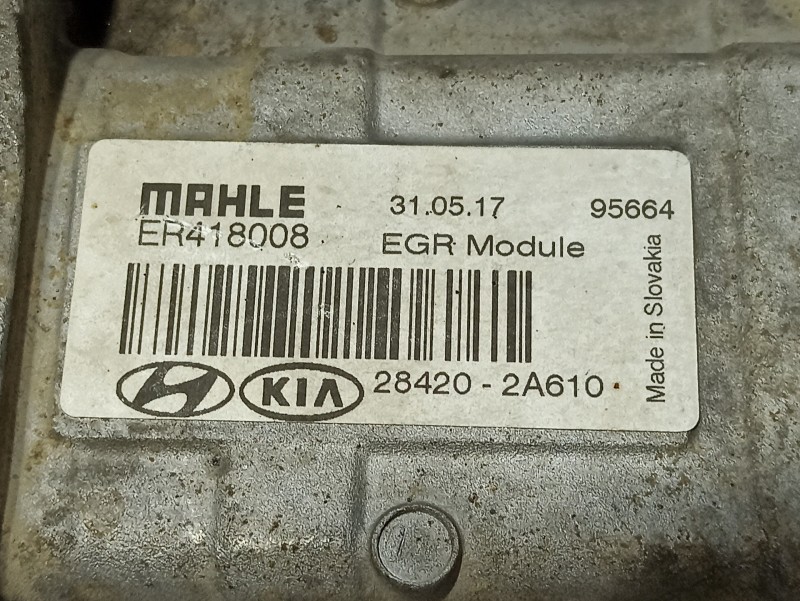 MAHLE 31.05.17 95664
ER418008 EGR Module
KIA 28420-2A610
Made in Slovakia